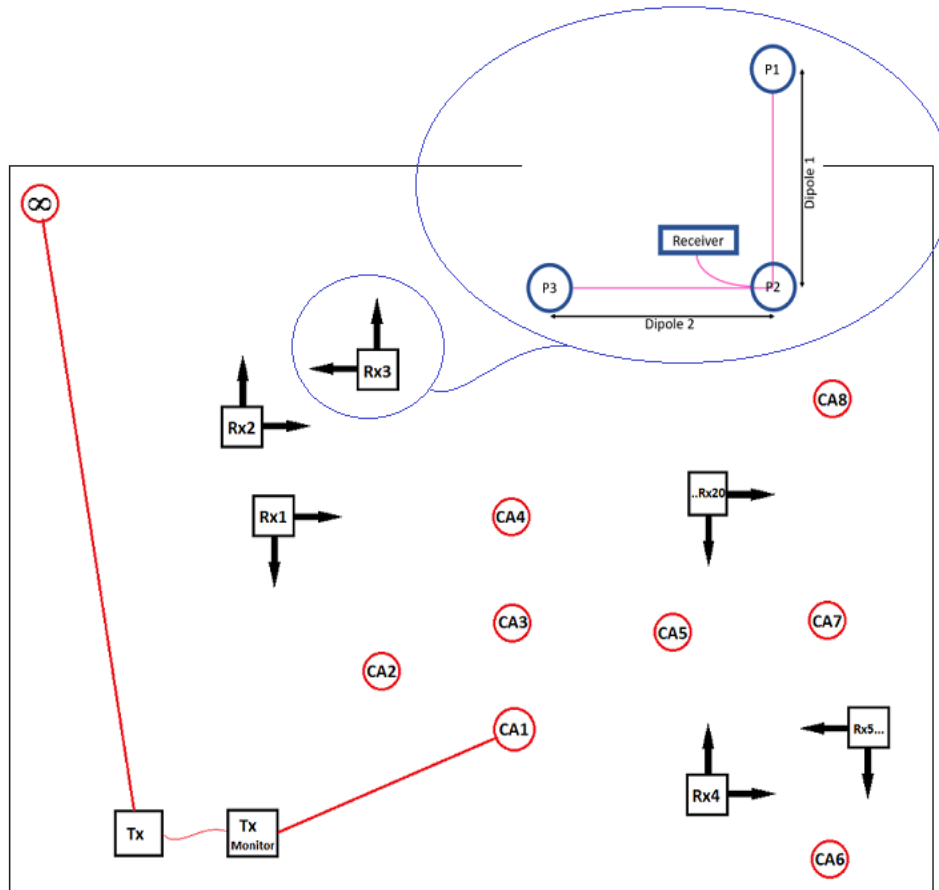 P1
Dipole 1
∞
Receiver
P3
P2
Dipole 2
Rx3
CA8
Rx2
..Rx20
Rx1
CA4
CA3
CA7
CA5
CA2
CA1
Rx5...
Rx4
Tx
Tx
Monitor
CA6